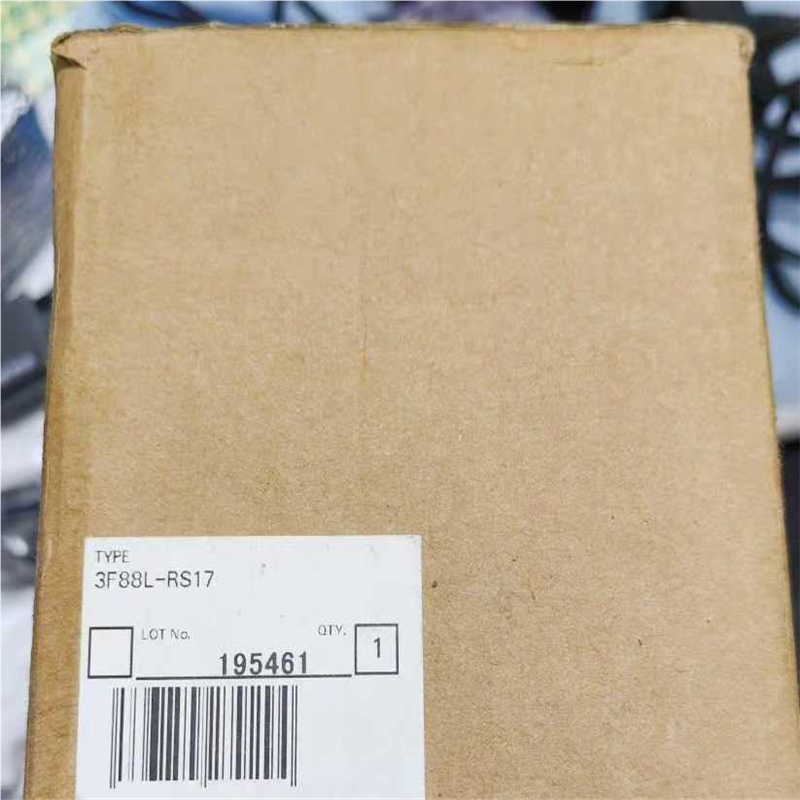 TYPE
3F88L-RS17
LOT No. QTY.
195461 1